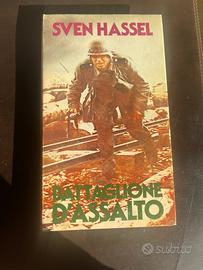 SVEN HASSEL
BATTAGLIONE
D'ASSALTO
subito